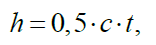 h = 0,5 · c · t,